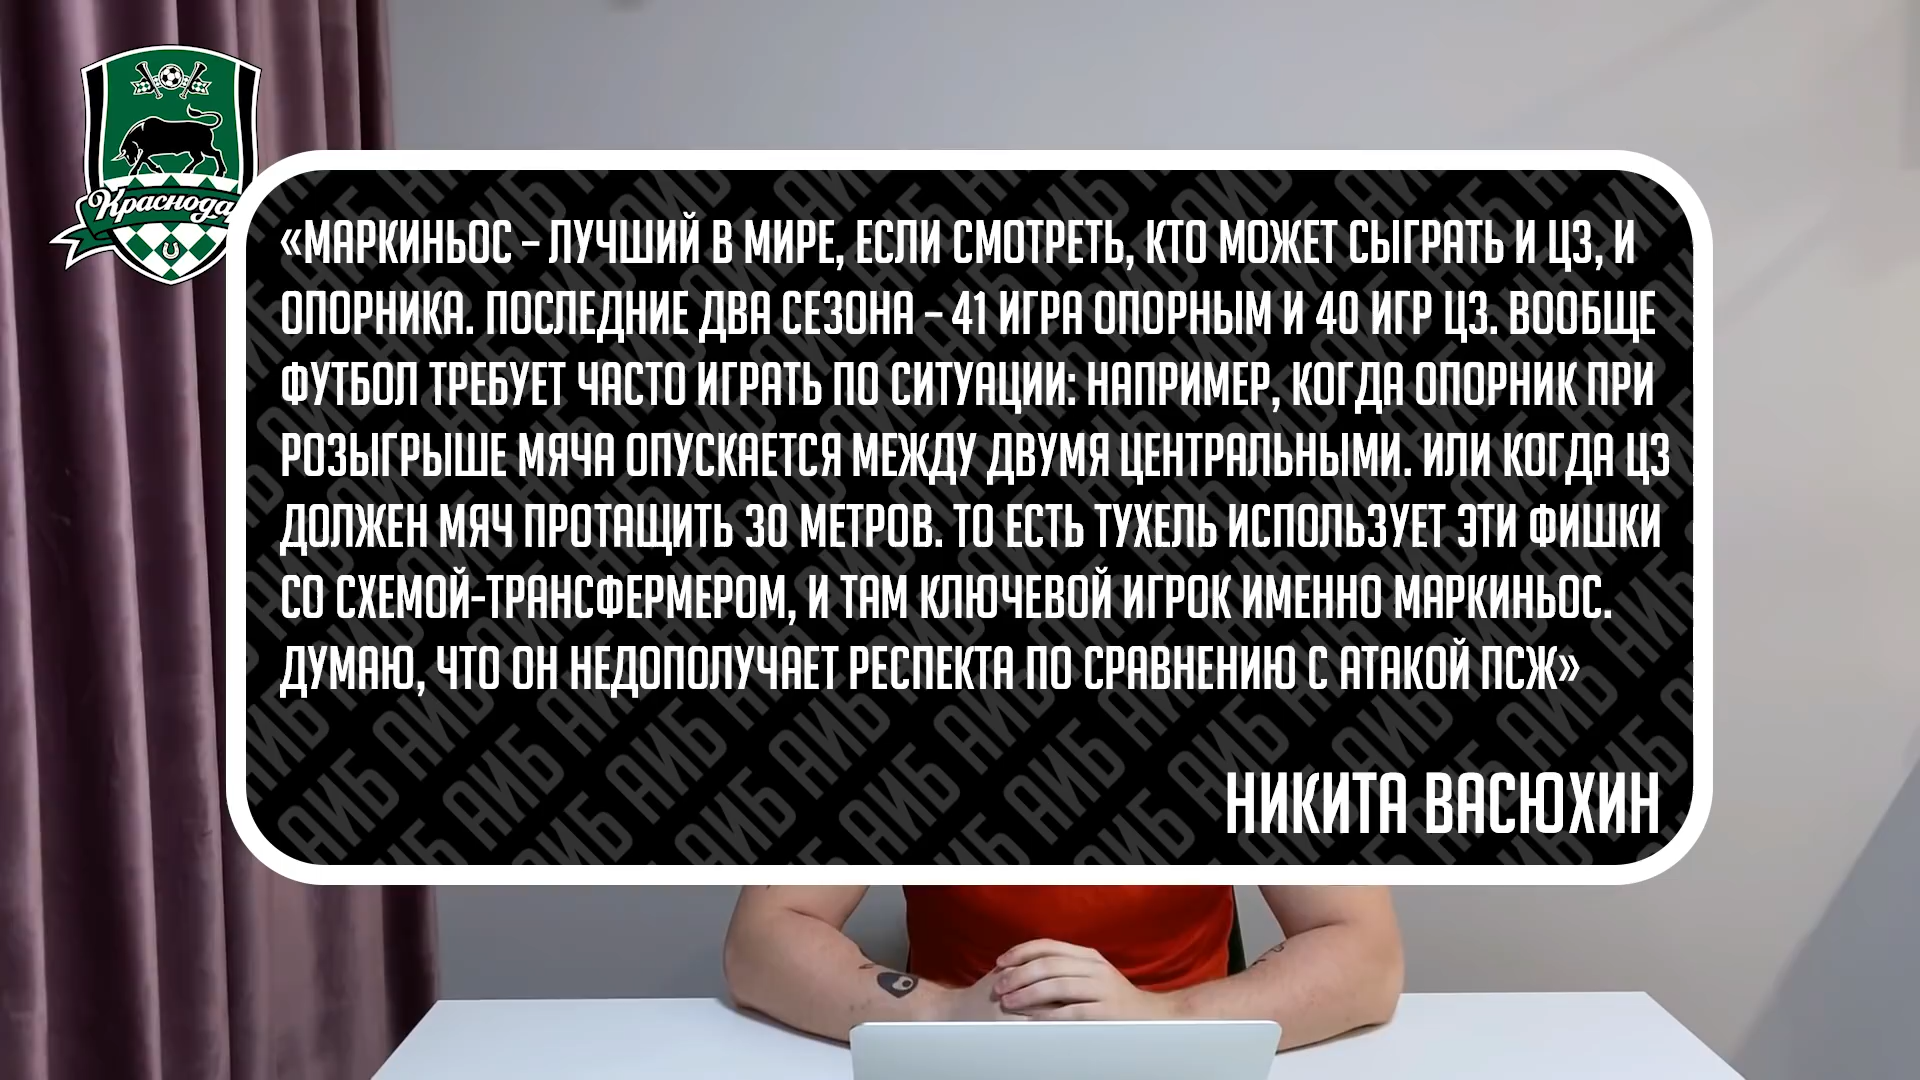 Краснодар
«МАРКИНЬОС – ЛУЧШИЙ В МИРЕ, ЕСЛИ СМОТРЕТЬ, КТО МОЖЕТ СЫГРАТЬ И ЦЗ, И
ОПОРНИКА. ПОСЛЕДНИЕ ДВА СЕЗОНА – 41 ИГРА ОПОРНЫМ И 40 ИГР ЦЗ. ВООБЩЕ
ФУТБОЛ ТРЕБУЕТ ЧАСТО ИГРАТЬ ПО СИТУАЦИИ: НАПРИМЕР, КОГДА ОПОРНИК ПРИ
РОЗЫГРЫШЕ МЯЧА ОПУСКАЕТСЯ МЕЖДУ ДВУМЯ ЦЕНТРАЛЬНЫМИ. ИЛИ КОГДА ЦЗ
ДОЛЖЕН МЯЧ ПРОТАЩИТЬ 30 МЕТРОВ. ТО ЕСТЬ ТУХЕЛЬ ИСПОЛЬЗУЕТ ЭТИ ФИШКИ
СО СХЕМОЙ-ТРАНСФЕРМЕРОМ, И ТАМ КЛЮЧЕВОЙ ИГРОК ИМЕННО МАРКИНЬОС.
ДУМАЮ, ЧТО ОН НЕДОПОЛУЧАЕТ РЕСПЕКТА ПО СРАВНЕНИЮ С АТАКОЙ ПСЖ»
НИКИТА ВАСЮХИН